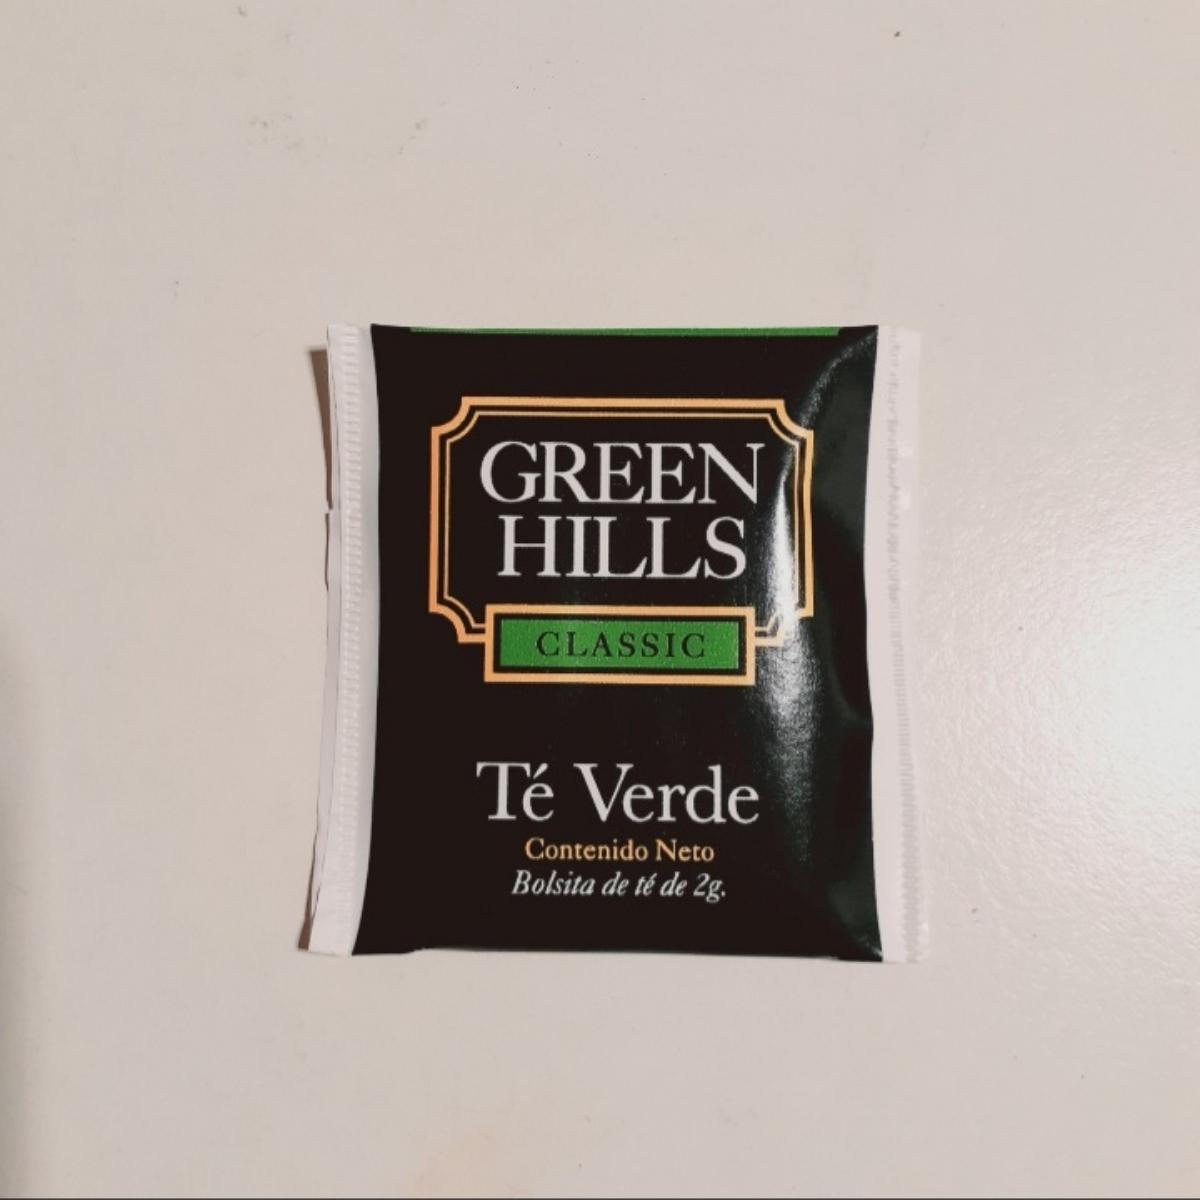 GREEN
HILLS
CLASSIC
Té Verde
Contenido Neto
Bolsita de té de 2g.